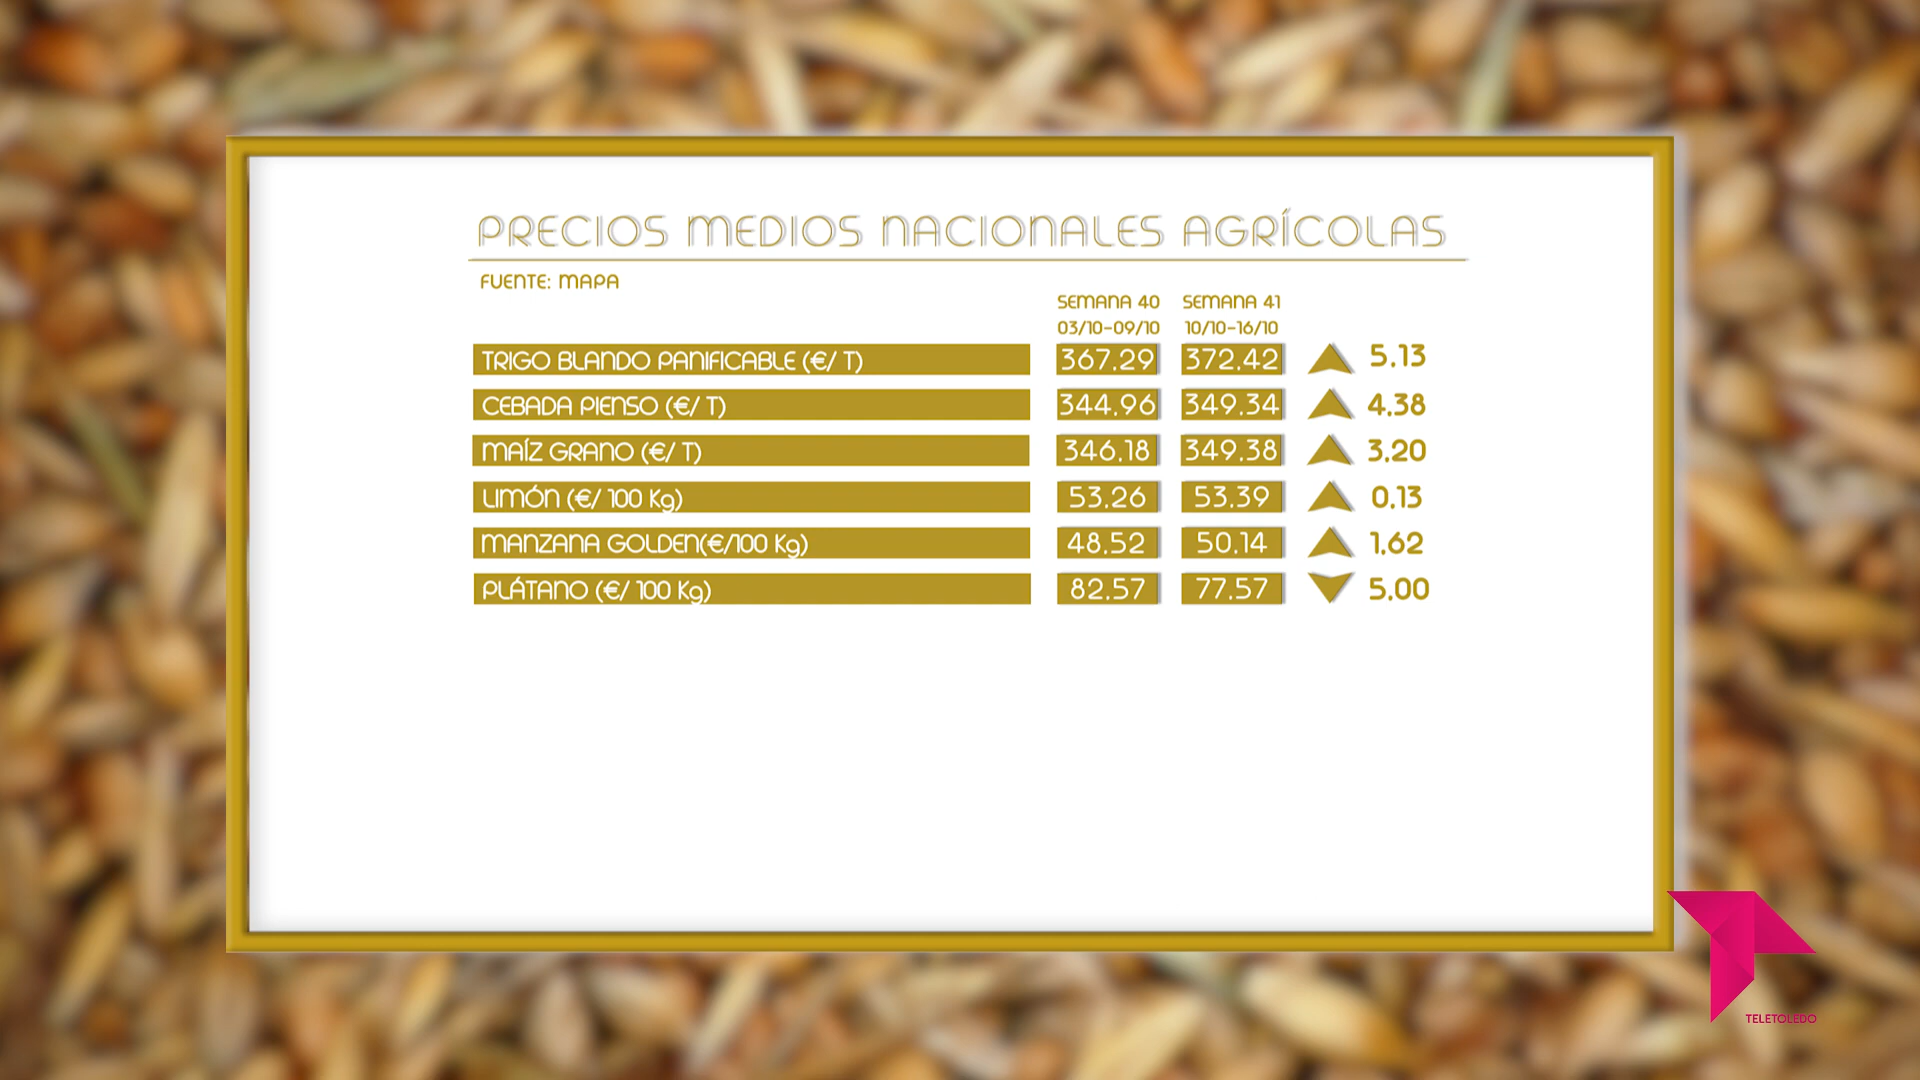 PRECIOS MEDIOS NACIONALES AGRÍCOLAS
FUENTE: MAPA
SEMANA 40 SEMANA 41
03/10-09/10 10/10-16/10
TRIGO BLANDO PANIFICABLE (€/ T) 367.29 372.42 5.13
CEBADA PIENSO (€/ T) 344.96 349.34 4.38
MAÍZ GRANO (€/ T) 346.18 349.38 3.20
LIMÓN (€/ 100 Kg) 53.26 53.39 0.13
MANZANA GOLDEN(€/100 Kg) 48.52 50.14 1.62
PLÁTANO (€/ 100 Kg) 82.57 77.57 5.00
TELETOLEDO